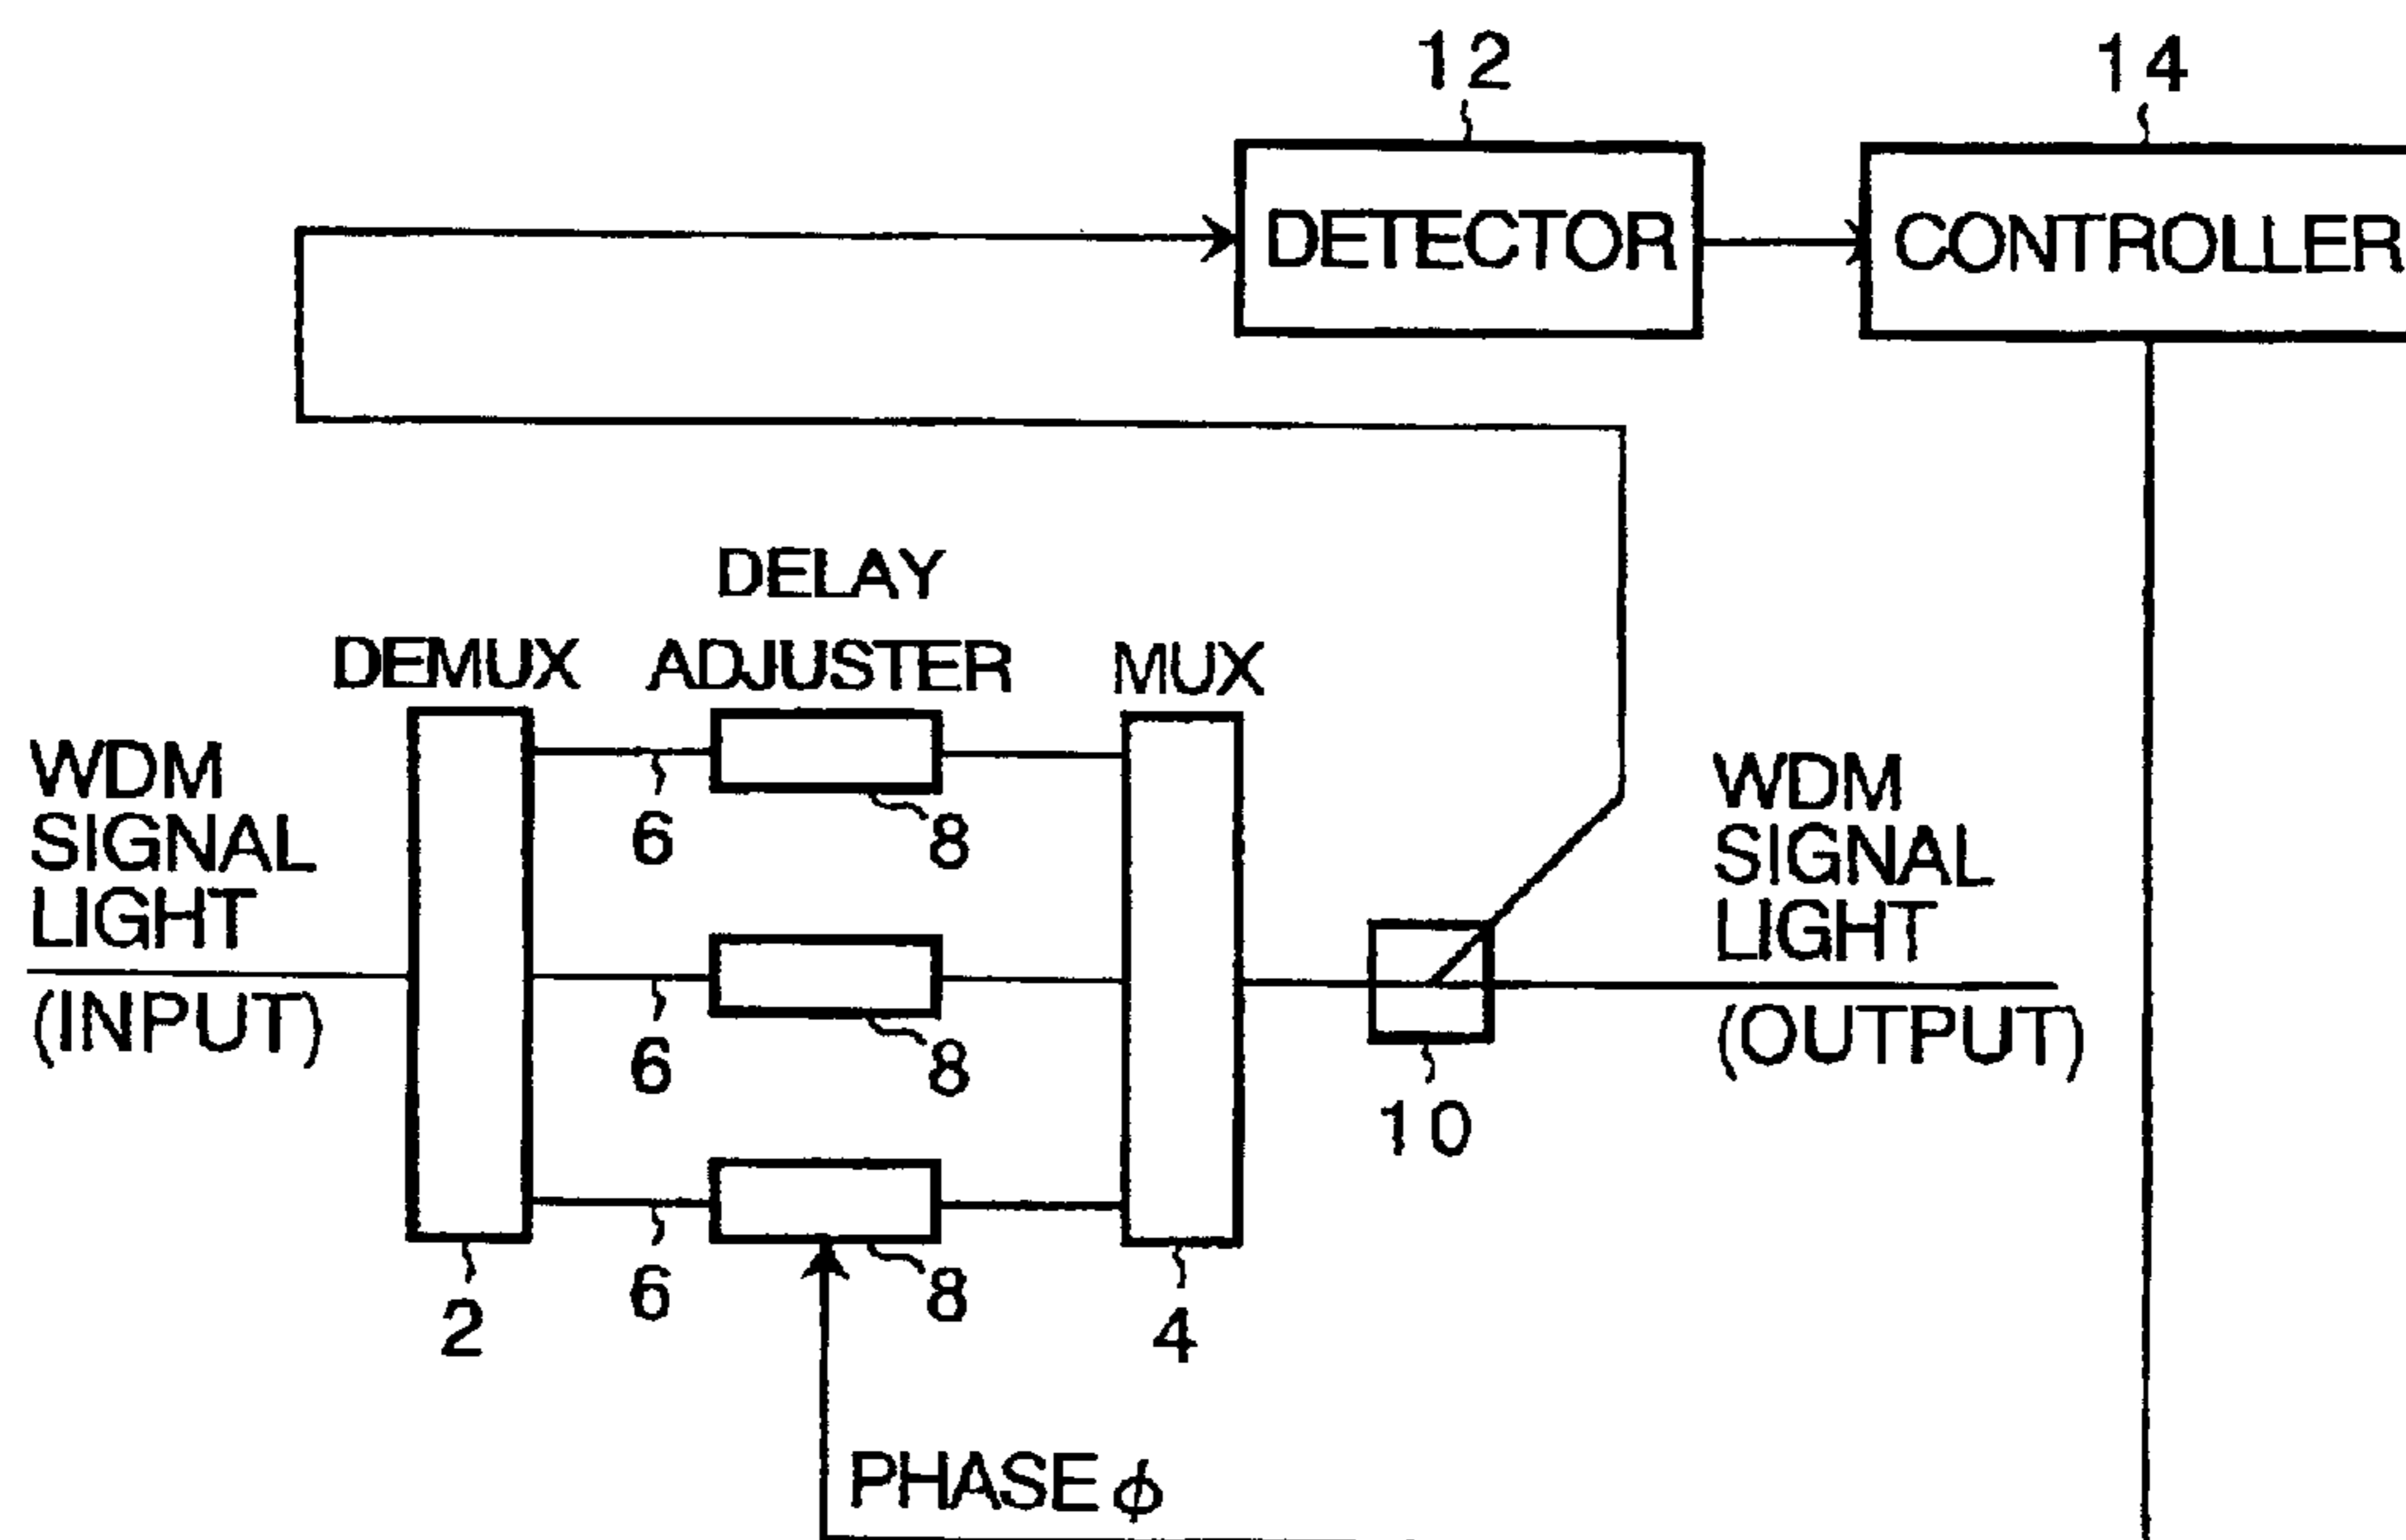 12
14
DETECTOR
CONTROLLER
DELAY
ADJUSTER
DEMUX
MUX
WDM
SIGNAL
LIGHT
(INPUT)
6
8
6
8
6
8
2
4
10
WDM
SIGNAL
LIGHT
(OUTPUT)
PHASE ϕ